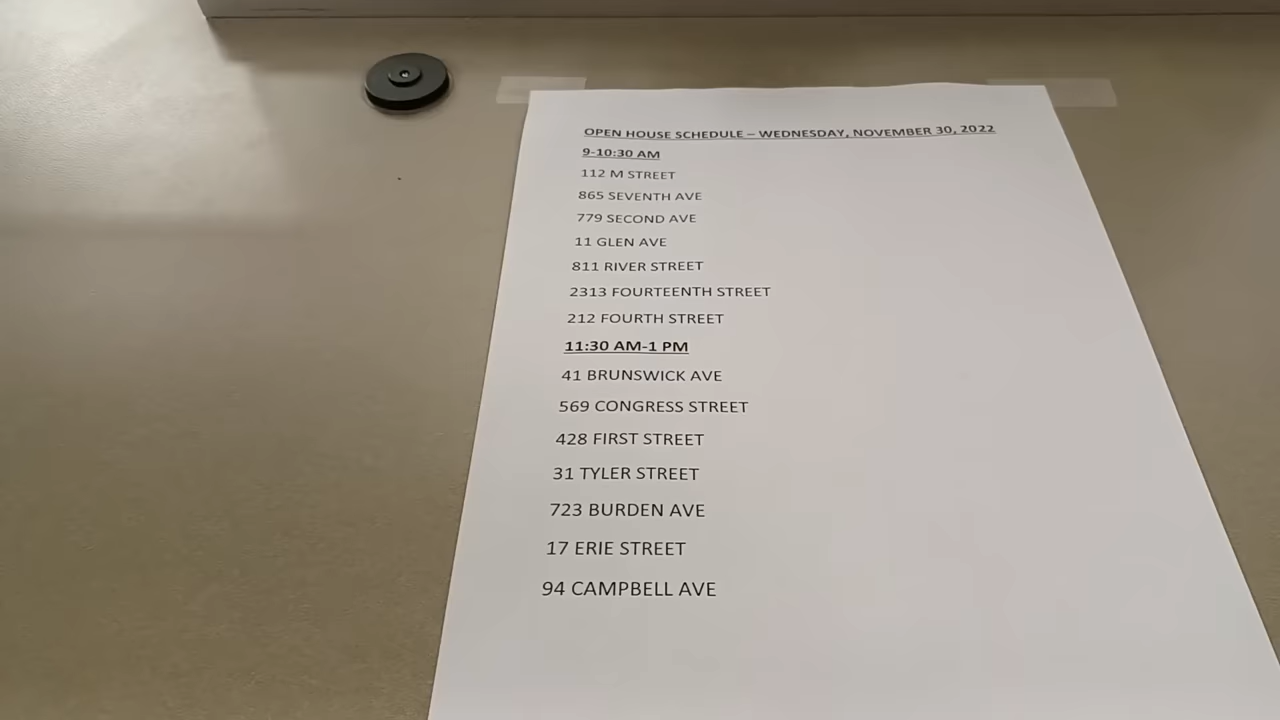 OPEN HOUSE SCHEDULE – WEDNESDAY, NOVEMBER 30, 2022
9-10:30 AM
112 M STREET
865 SEVENTH AVE
779 SECOND AVE
11 GLEN AVE
811 RIVER STREET
2313 FOURTEENTH STREET
212 FOURTH STREET
11:30 AM-1 PM
41 BRUNSWICK AVE
569 CONGRESS STREET
428 FIRST STREET
31 TYLER STREET
723 BURDEN AVE
17 ERIE STREET
94 CAMPBELL AVE